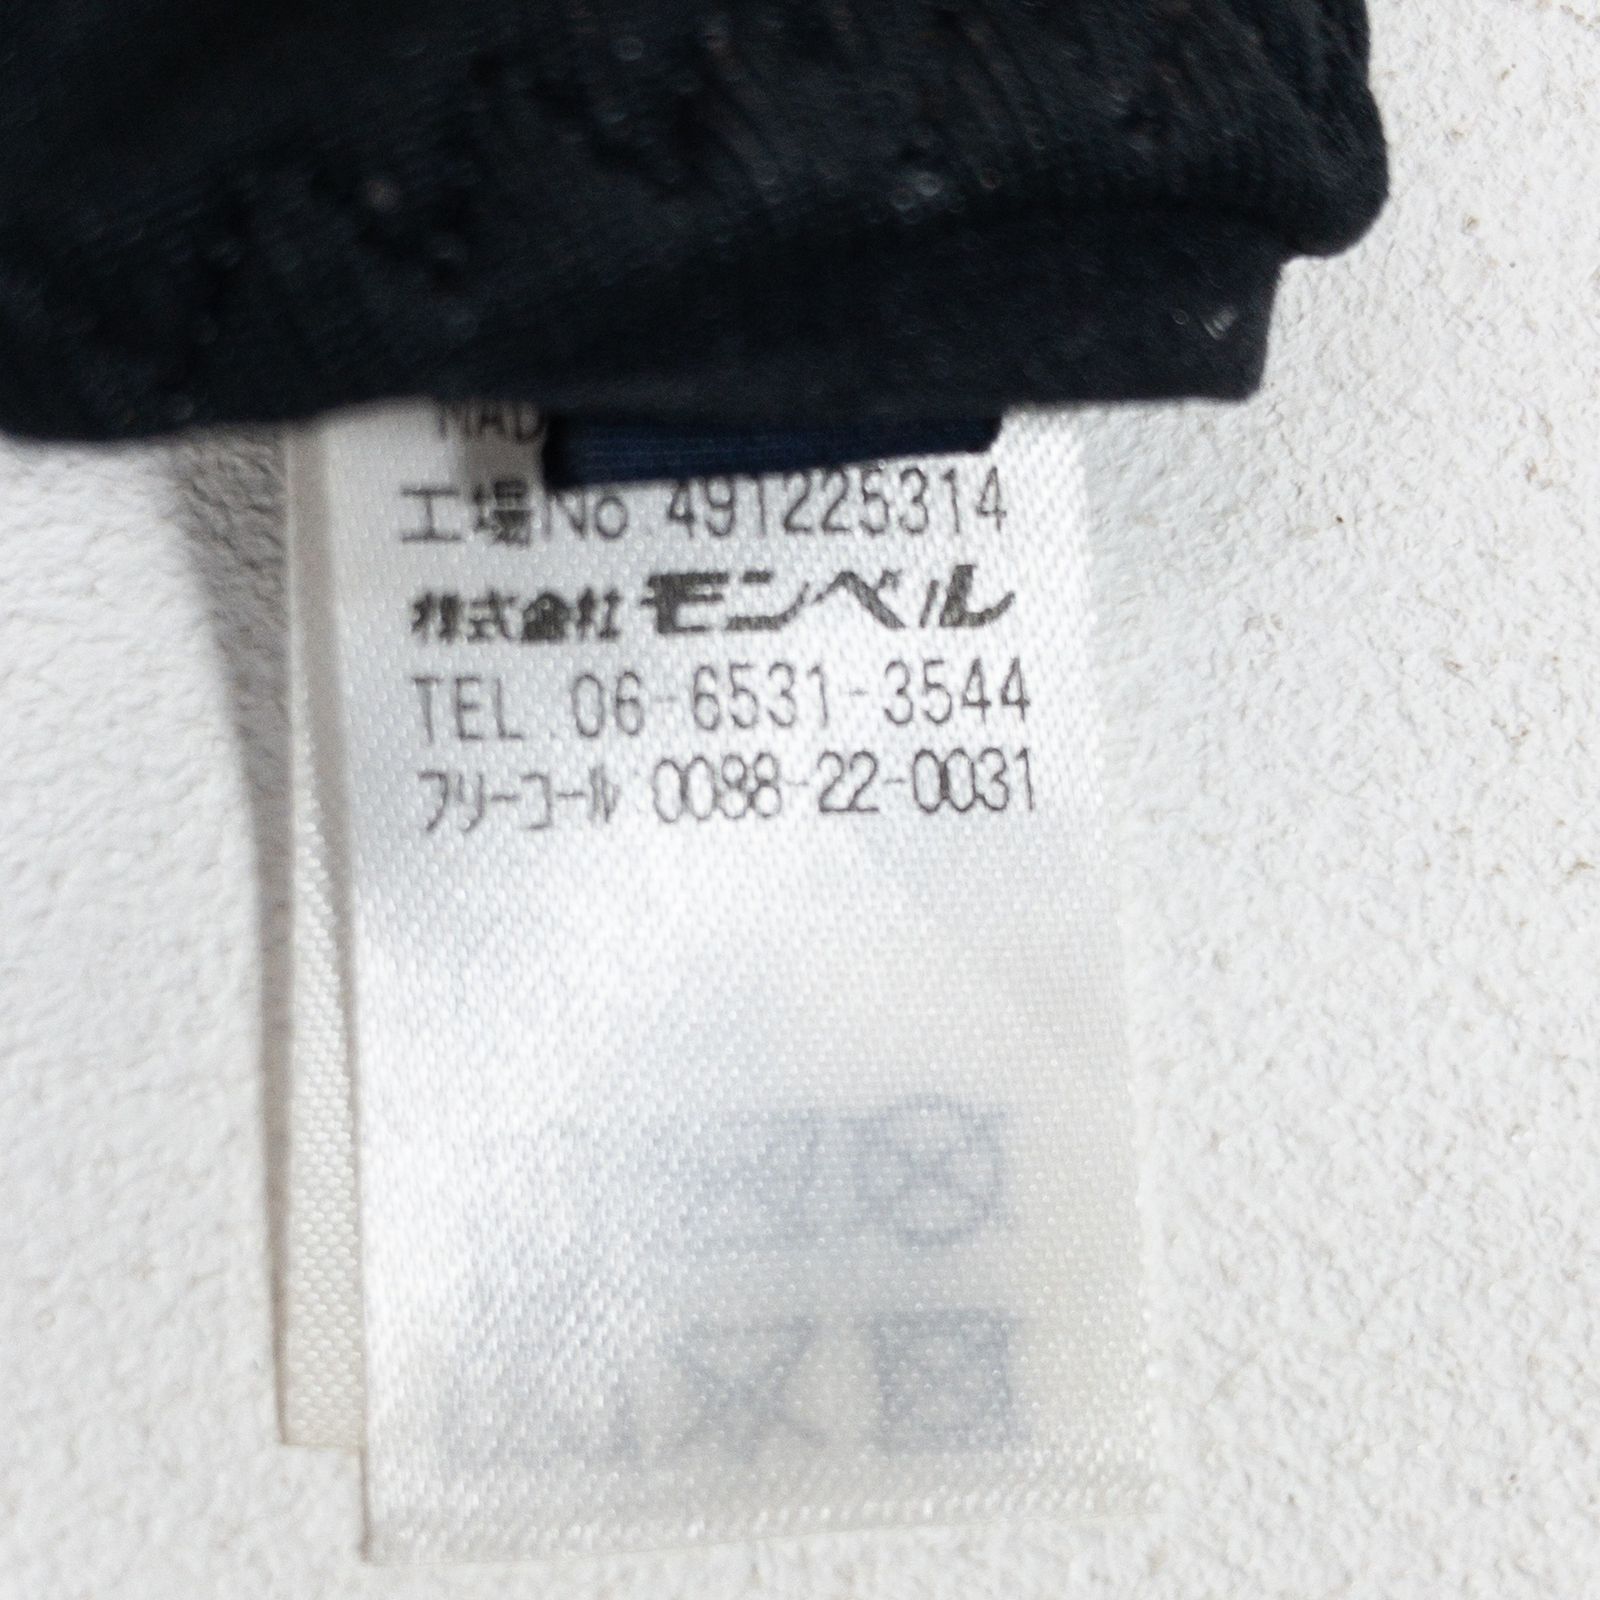 MAD
工場No 491225314
株式会社モンベル
TEL.06-6531-3544
フリーコール 0088-22-0031